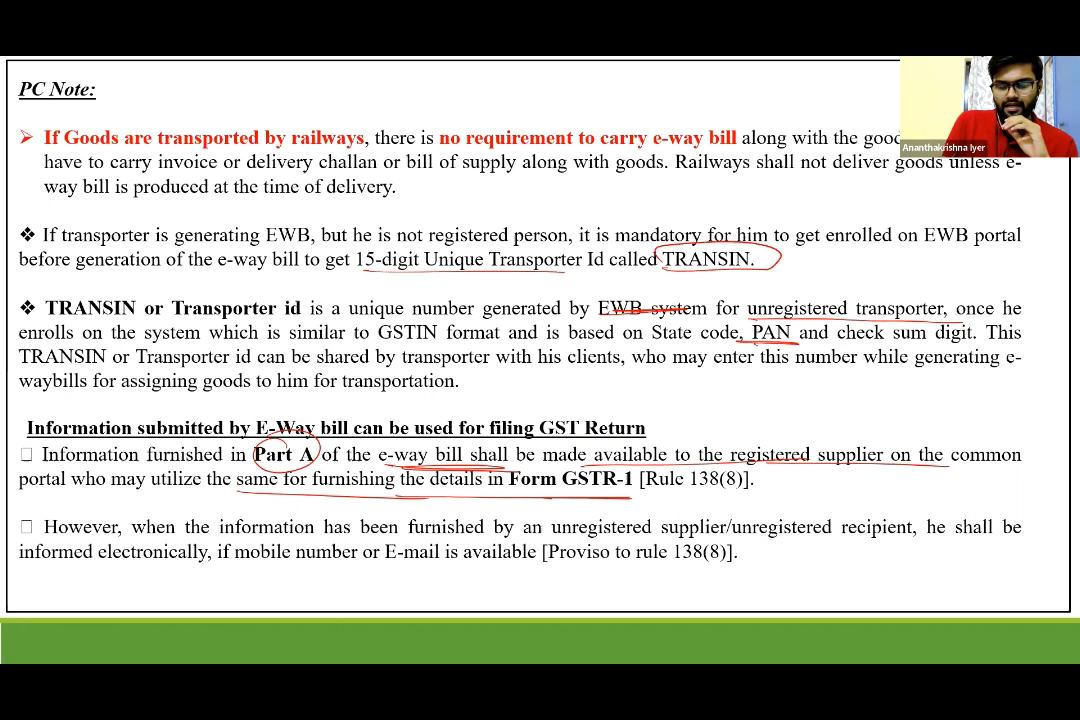 PC Note:
➢ If Goods are transported by railways, there is no requirement to carry e-way bill along with the
have to carry invoice or delivery challan or bill of supply along with goods. Railways shall not deliver goods unless e-
way bill is produced at the time of delivery.
❖ If transporter is generating EWB, but he is not registered person, it is mandatory for him to get enrolled on EWB portal
before generation of the e-way bill to get 15-digit Unique Transporter Id called TRANSIN.
❖ TRANSIN or Transporter id is a unique number generated by EWB system for unregistered transporter, once he
enrolls on the system which is similar to GSTIN format and is based on State code, PAN and check sum digit. This
TRANSIN or Transporter id can be shared by transporter with his clients, who may enter this number while generating e-
waybills for assigning goods to him for transportation.
Information submitted by E-Way bill can be used for filing GST Return
□ Information furnished in Part A of the e-way bill shall be made available to the registered supplier on the common
portal who may utilize the same for furnishing the details in Form GSTR-1 [Rule 138(8)].
□ However, when the information has been furnished by an unregistered supplier/unregistered recipient, he shall be
informed electronically, if mobile number or E-mail is available [Proviso to rule 138(8)].
Ananthakrishna Iyer